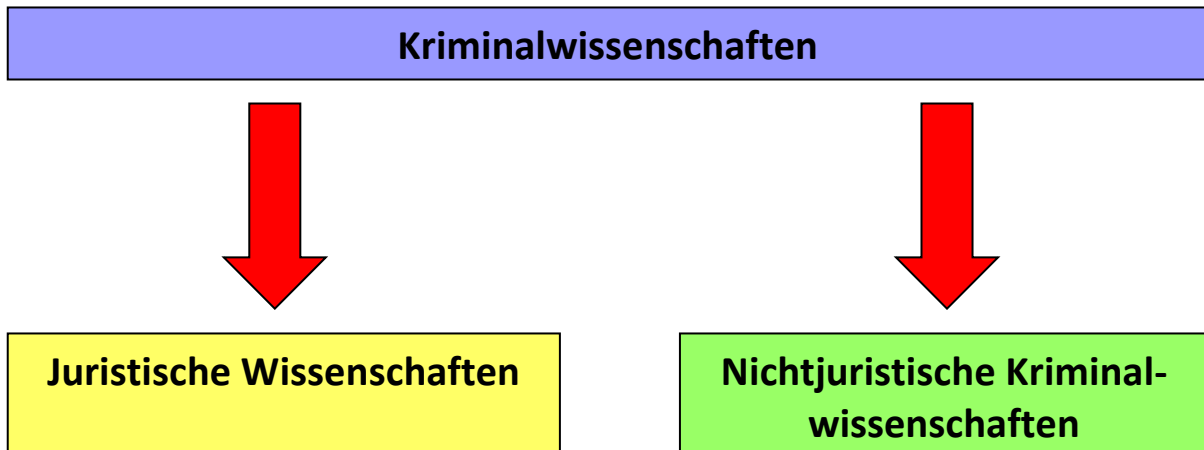 Kriminalwissenschaften
Juristische Wissenschaften
Nichtjuristische Kriminal-
wissenschaften